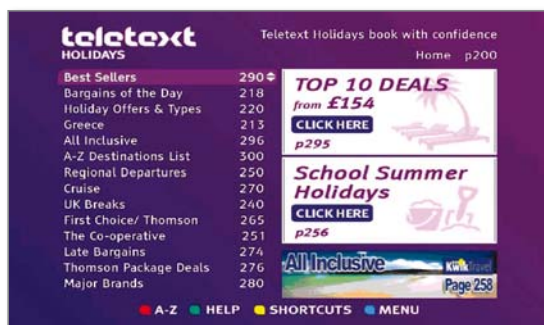 teletext
HOLIDAYS
Teletext Holidays book with confidence
Home p200
Best Sellers 290
Bargains of the Day 218
Holiday Offers & Types 220
Greece 213
All Inclusive 296
A-Z Destinations List 300
Regional Departures 250
Cruise 270
UK Breaks 240
First Choice/ Thomson 265
The Co-operative 251
Late Bargains 274
Thomson Package Deals 276
Major Brands 280
TOP 10 DEALS
from £154
CLICK HERE
p295
School Summer
Holidays
CLICK HERE
p256
All Inclusive
KwikTravel
Page 258
A-Z HELP SHORTCUTS MENU